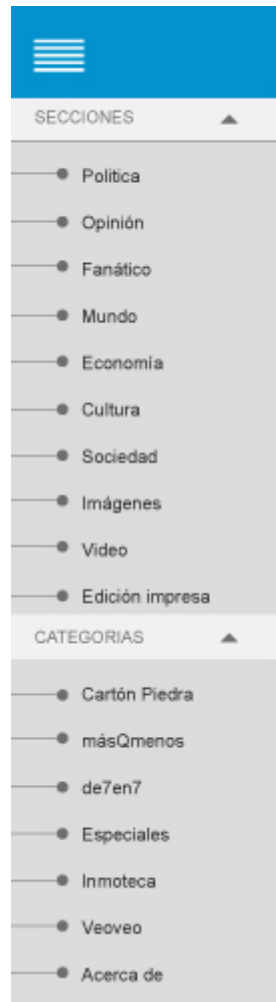 SECCIONES
Politica
Opinión
Fanático
Mundo
Economía
Cultura
Sociedad
Imágenes
Video
Edición impresa
CATEGORIAS
Cartón Piedra
másQmenos
de7en7
Especiales
Inmoteca
Veoveo
Acerca de